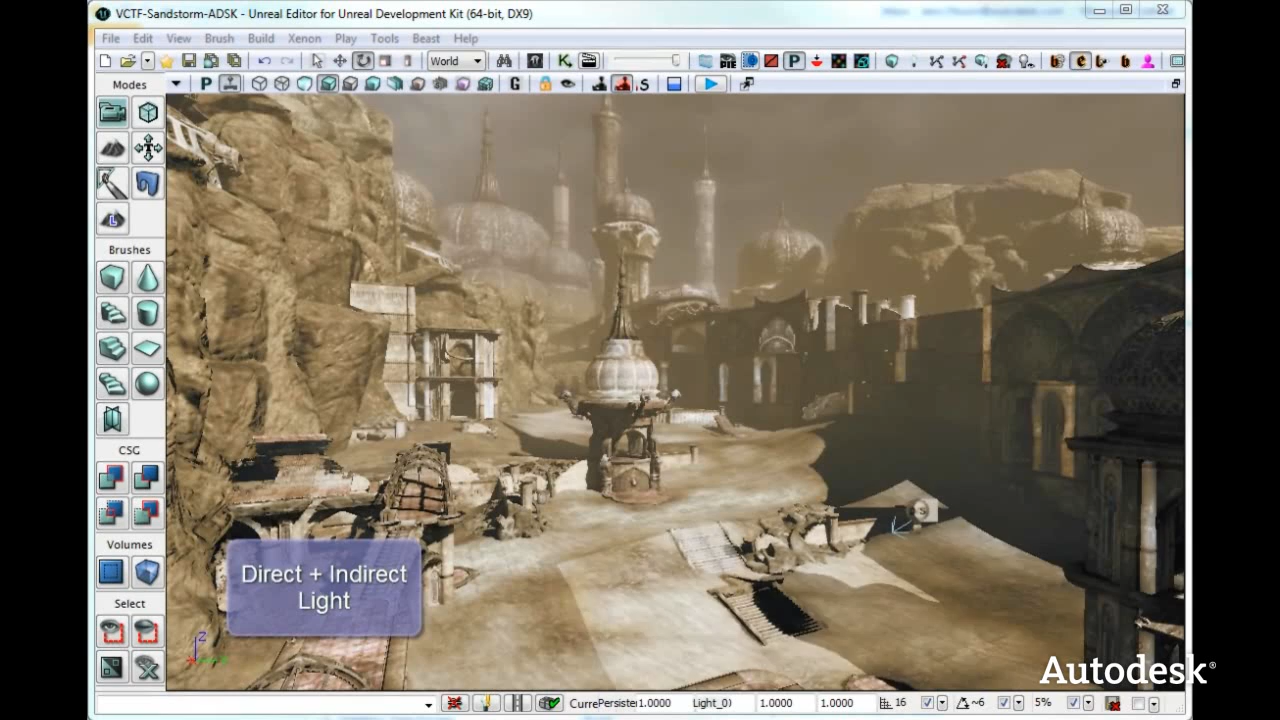 VCTF-Sandstorm-ADSK - Unreal Editor for Unreal Development Kit (64-bit, DX9)
File Edit View Brush Build Xenon Play Tools Beast Help
World
PIE
P
Modes
P
G
S
Brushes
CSG
Volumes
Select
Direct + Indirect
Light
Z
Autodesk®
CurrePersiste 1.0000 Light_0) 1.0000 1.0000 16 ~6 5%